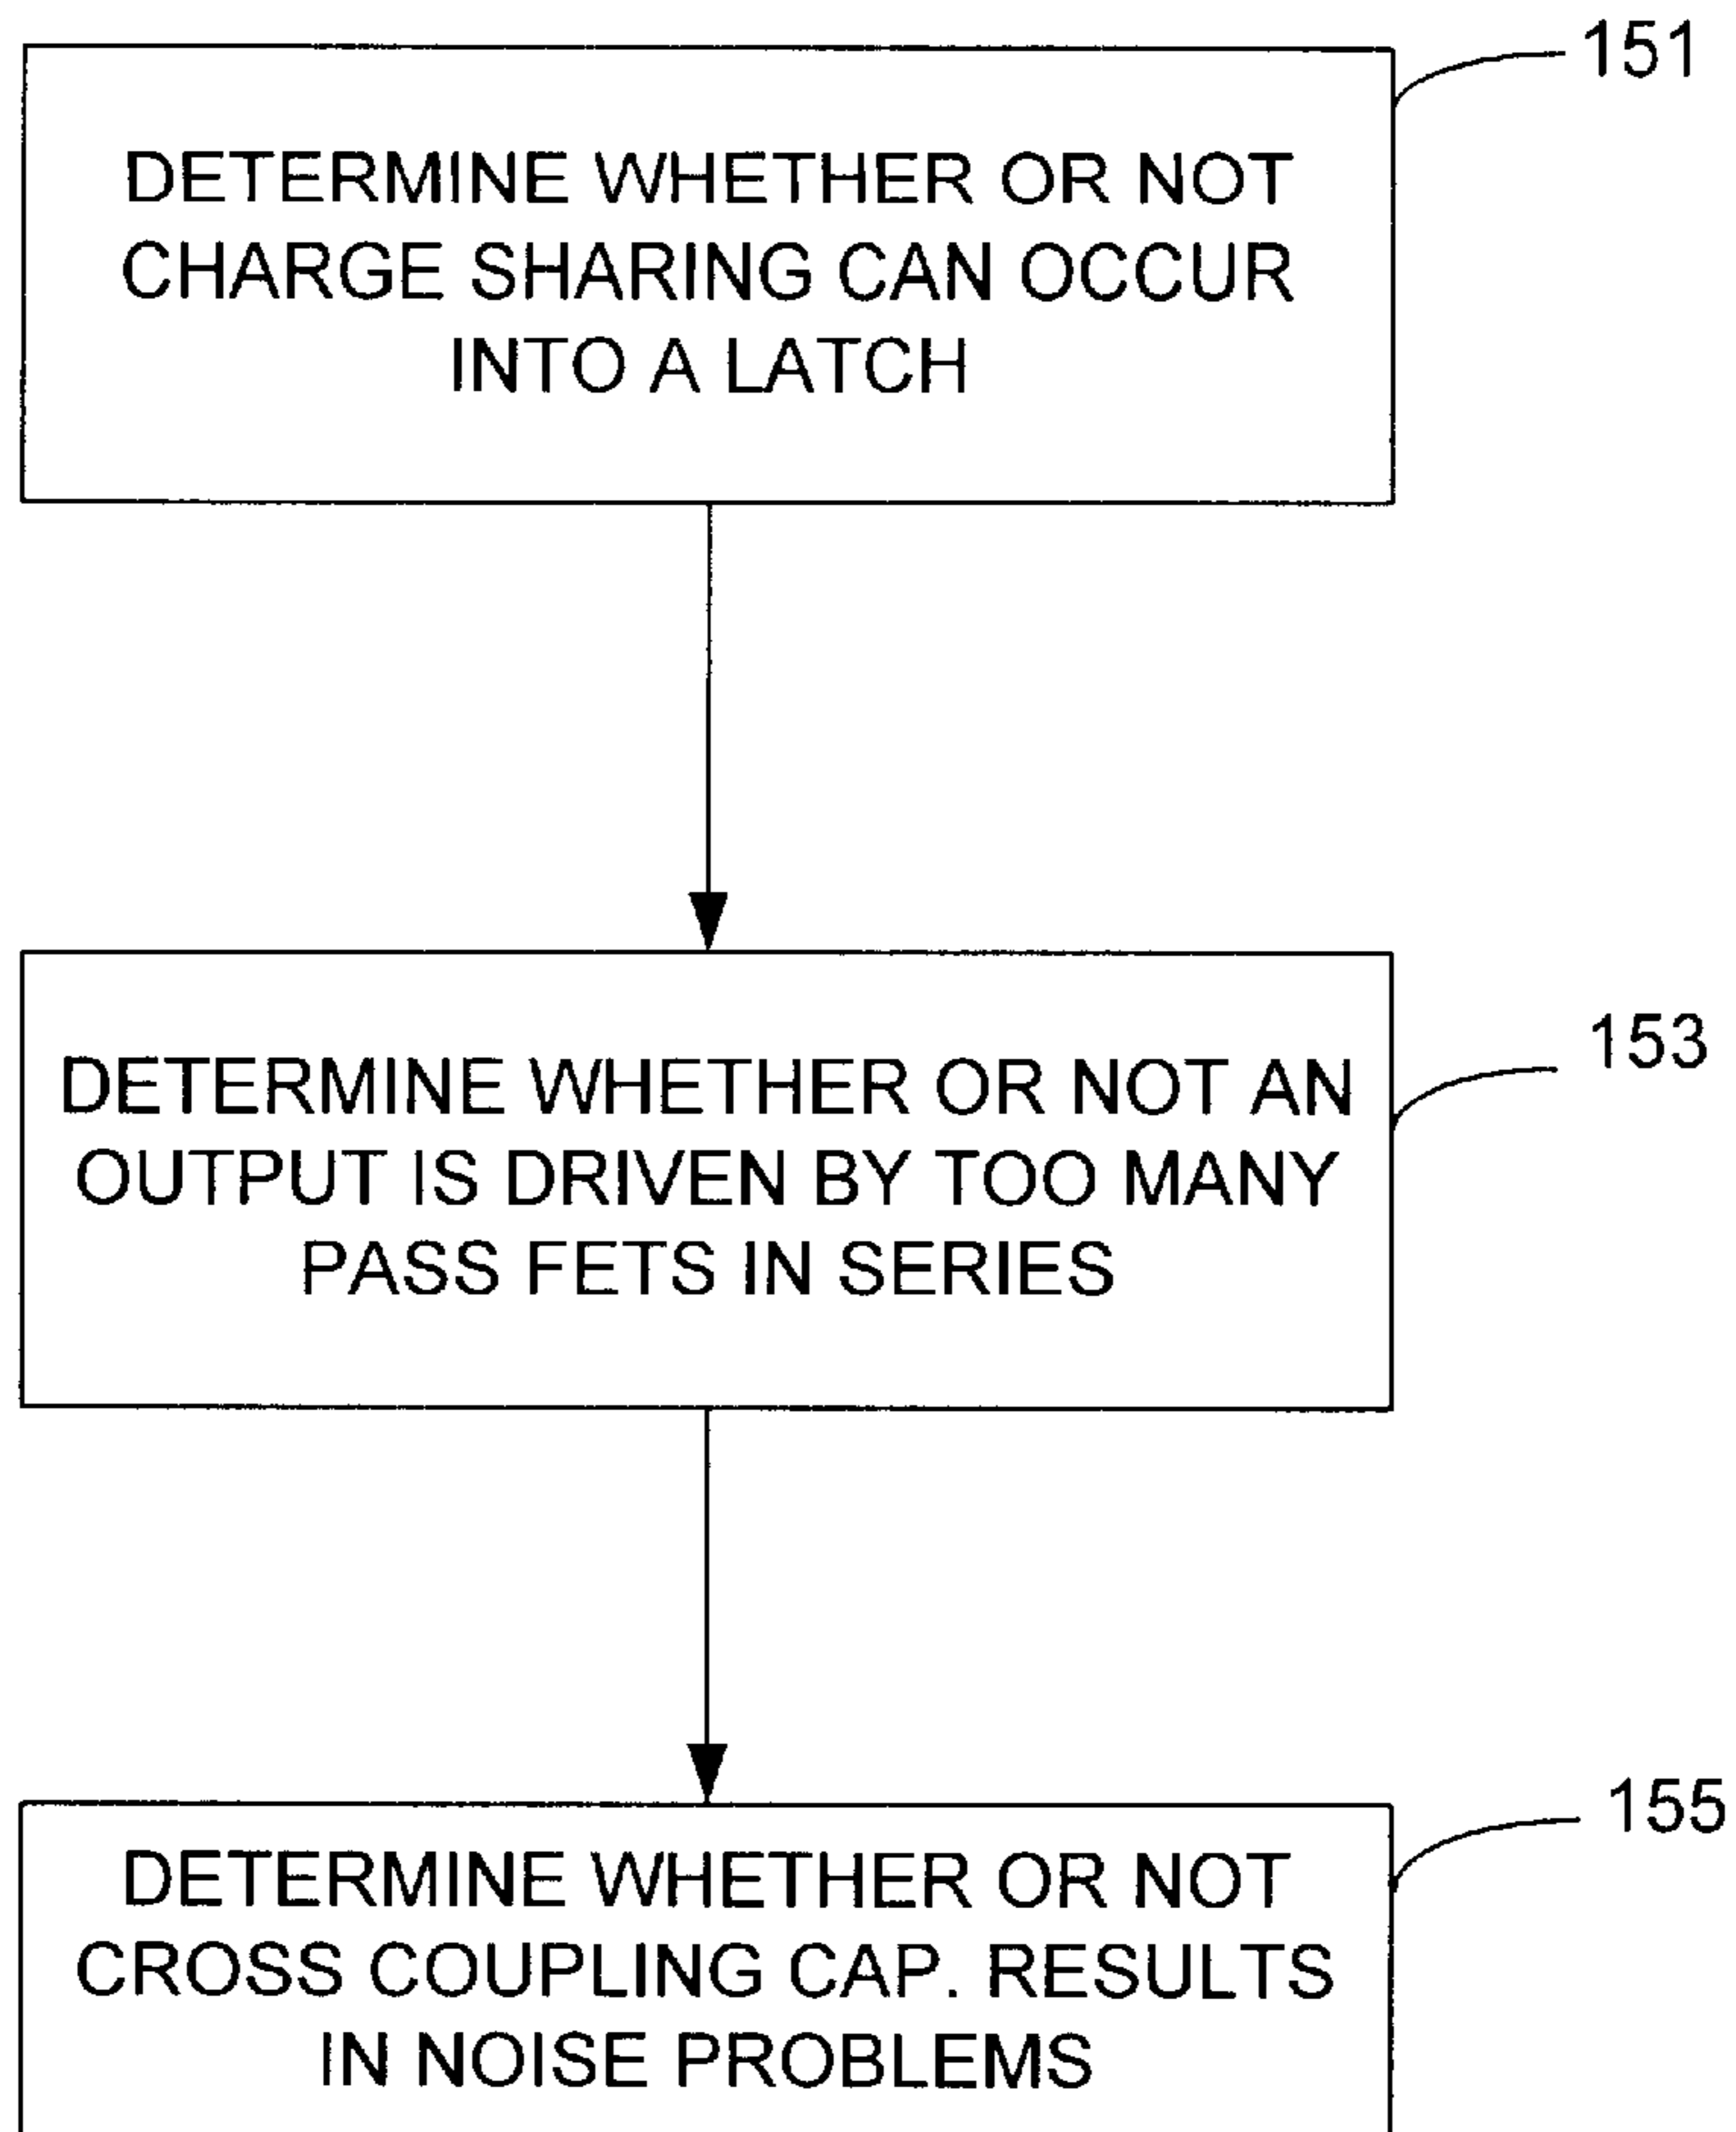 151
DETERMINE WHETHER OR NOT
CHARGE SHARING CAN OCCUR
INTO A LATCH
153
DETERMINE WHETHER OR NOT AN
OUTPUT IS DRIVEN BY TOO MANY
PASS FETS IN SERIES
155
DETERMINE WHETHER OR NOT
CROSS COUPLING CAP. RESULTS
IN NOISE PROBLEMS